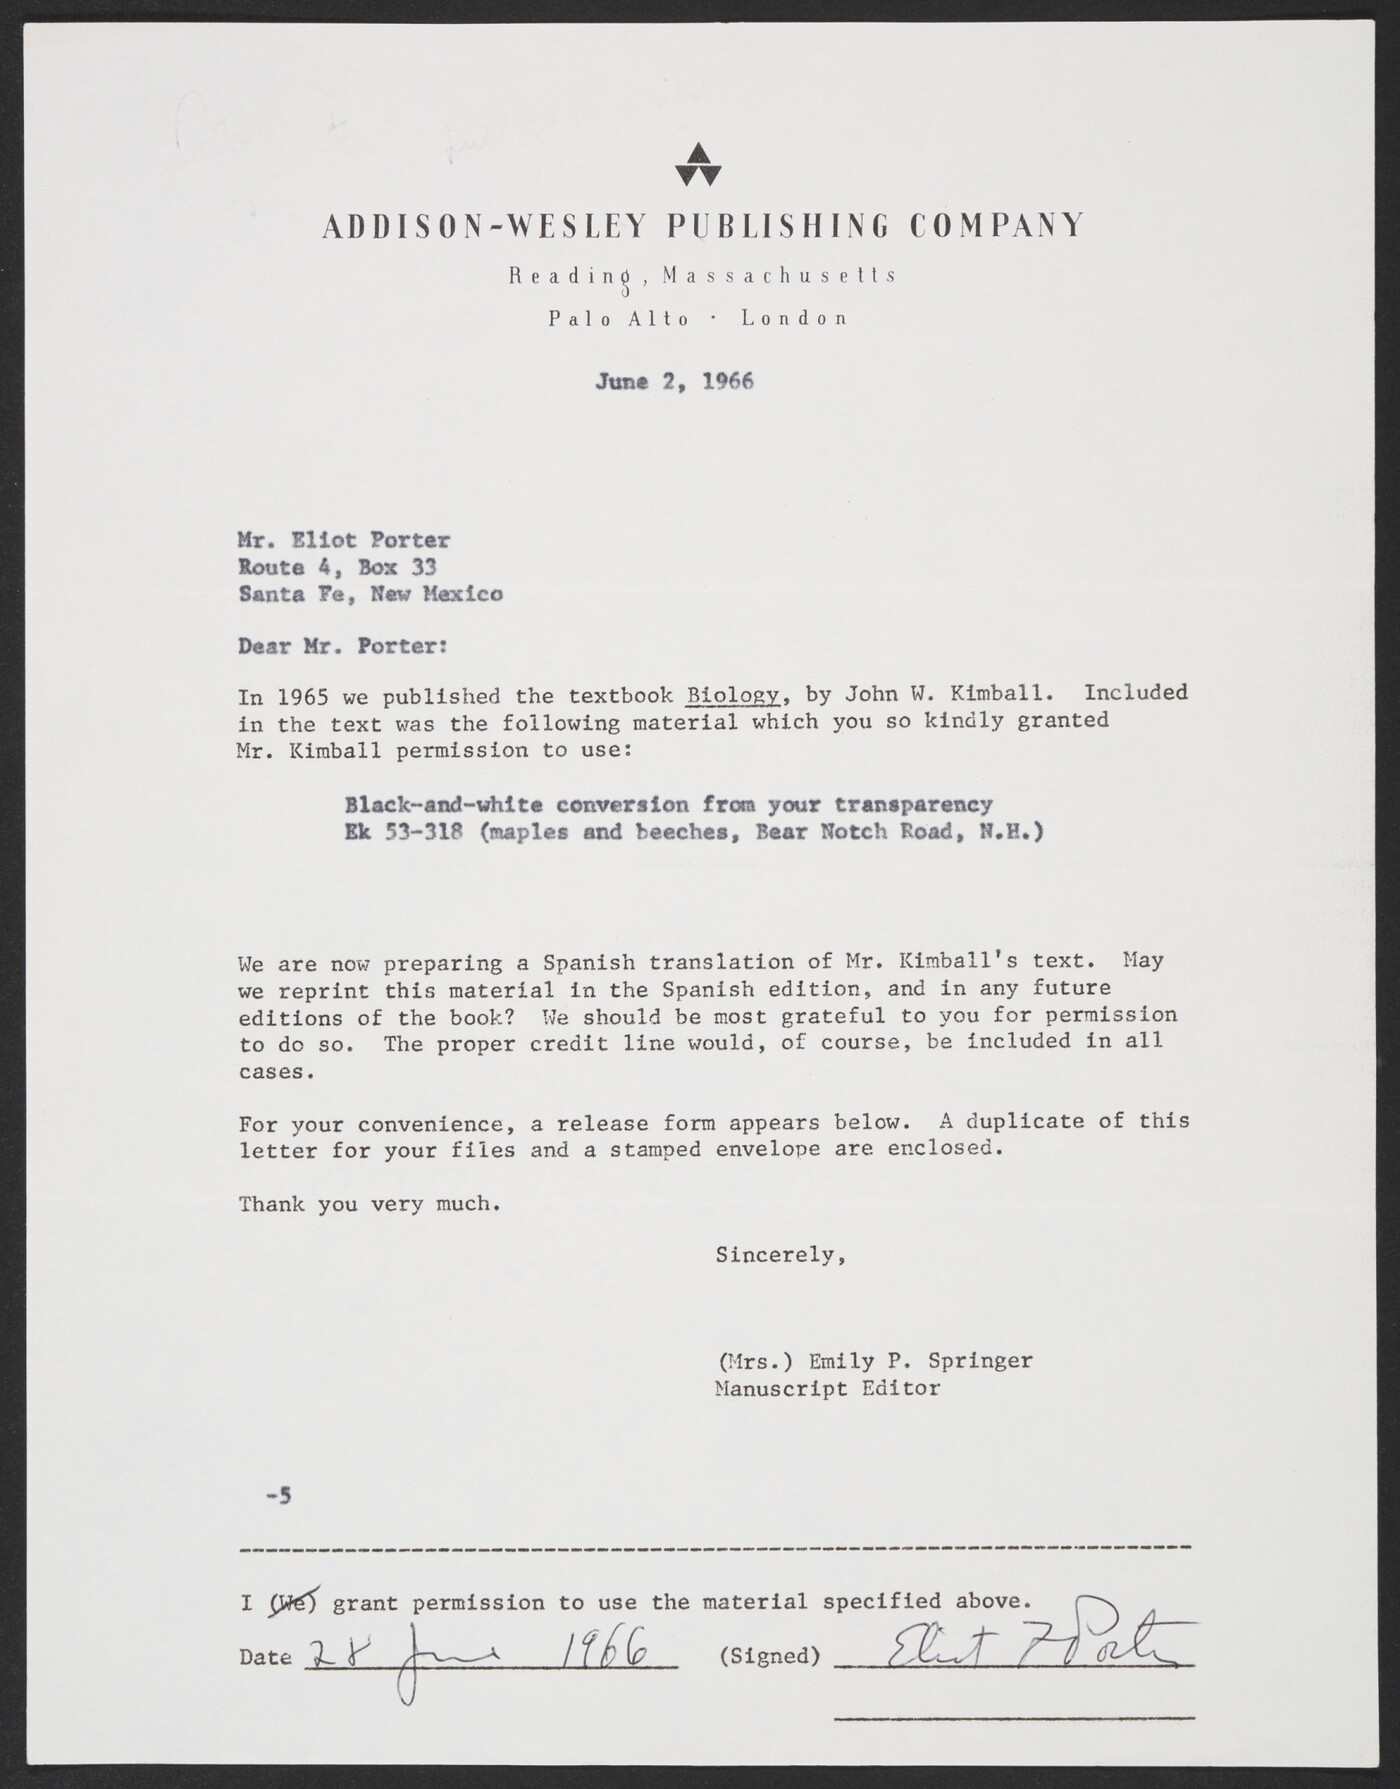 ADDISON-WESLEY PUBLISHING COMPANY
Reading, Massachusetts
Palo Alto · London
June 2, 1966
Mr. Eliot Porter
Route 4, Box 33
Santa Fe, New Mexico
Dear Mr. Porter:
In 1965 we published the textbook Biology, by John W. Kimball. Included
in the text was the following material which you so kindly granted
Mr. Kimball permission to use:
Black-and-white conversion from your transparency
Ek 53-318 (maples and beeches, Bear Notch Road, N.H.)
We are now preparing a Spanish translation of Mr. Kimball's text. May
we reprint this material in the Spanish edition, and in any future
editions of the book? We should be most grateful to you for permission
to do so. The proper credit line would, of course, be included in all
cases.
For your convenience, a release form appears below. A duplicate of this
letter for your files and a stamped envelope are enclosed.
Thank you very much.
Sincerely,
(Mrs.) Emily P. Springer
Manuscript Editor
-5
I (We) grant permission to use the material specified above.
Date 28 June 1966 (Signed) Eliot F Porter